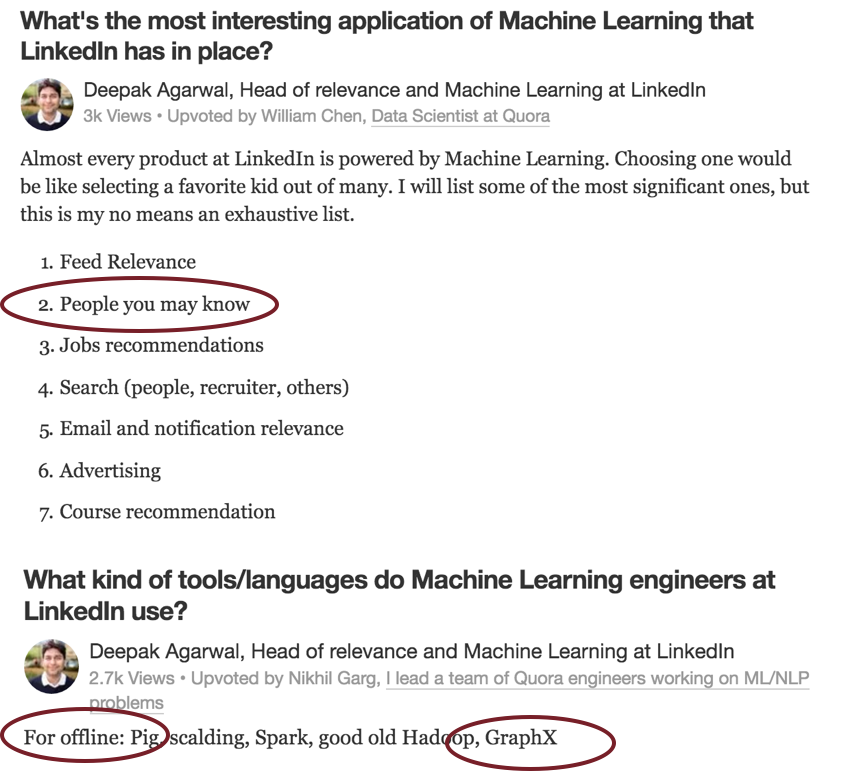 What's the most interesting application of Machine Learning that
LinkedIn has in place?
Deepak Agarwal, Head of relevance and Machine Learning at LinkedIn
3k Views • Upvoted by William Chen, Data Scientist at Quora
Almost every product at LinkedIn is powered by Machine Learning. Choosing one would
be like selecting a favorite kid out of many. I will list some of the most significant ones, but
this is my no means an exhaustive list.
1. Feed Relevance
2. People you may know
3. Jobs recommendations
4. Search (people, recruiter, others)
5. Email and notification relevance
6. Advertising
7. Course recommendation
What kind of tools/languages do Machine Learning engineers at
LinkedIn use?
Deepak Agarwal, Head of relevance and Machine Learning at LinkedIn
2.7k Views • Upvoted by Nikhil Garg, I lead a team of Quora engineers working on ML/NLP
problems
For offline: Pig, scalding, Spark, good old Hadoop, GraphX